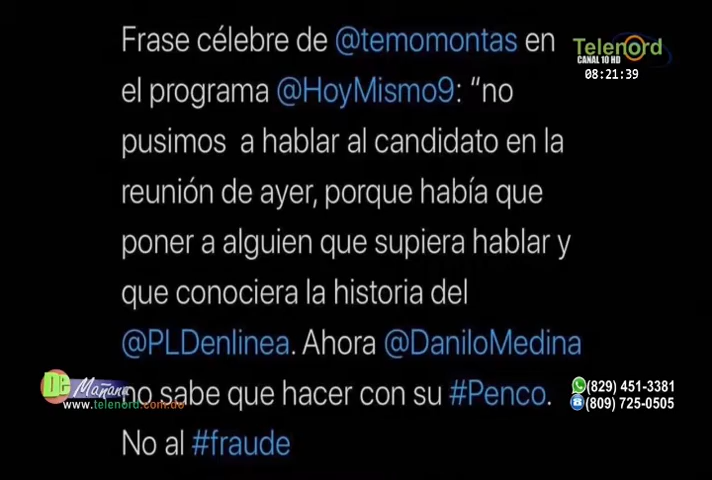 Frase célebre de @temomontas en
el programa @HoyMismo9: “no
pusimos a hablar al candidato en la
reunión de ayer, porque había que
poner a alguien que supiera hablar y
que conociera la historia del
@PLDenlinea. Ahora @DaniloMedina
no sabe que hacer con su #Penco.
No al #fraude
Telenord
CANAL 10 HD
08:21:39
De Mañana
www.telenord.com.do
(829) 451-3381
(809) 725-0505